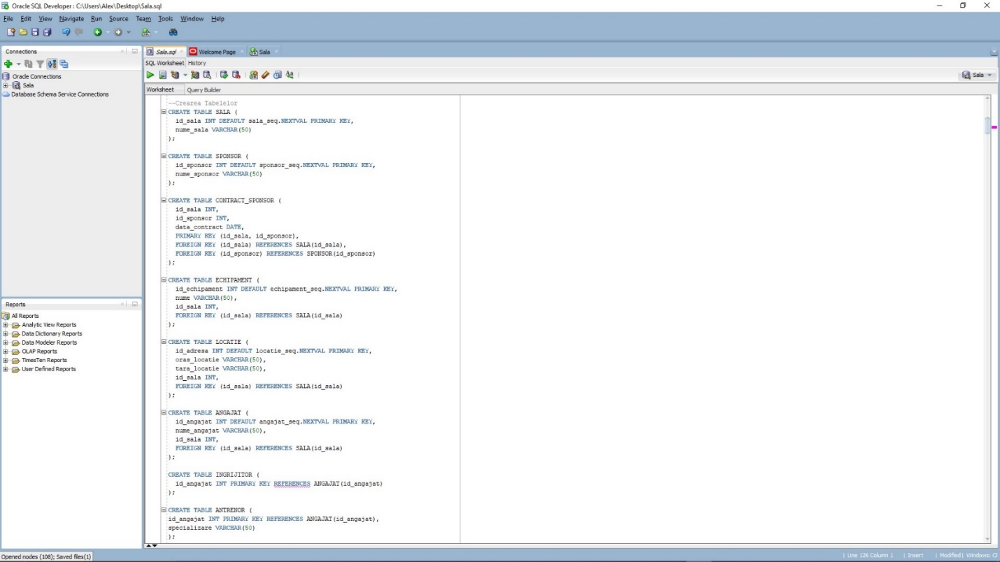 Oracle SQL Developer : C:\Users\Alex\Desktop\Sala.sql
File Edit View Navigate Run Source Team Tools Window Help
Connections
Oracle Connections
Sala
Database Schema Service Connections
Reports
All Reports
Analytic View Reports
Data Dictionary Reports
Data Modeler Reports
OLAP Reports
TimesTen Reports
User Defined Reports
Sala.sql Welcome Page Sala
SQL Worksheet History
Sala
Worksheet Query Builder
--Crearea Tabelelor
CREATE TABLE SALA (
id_sala INT DEFAULT sala_seq.NEXTVAL PRIMARY KEY,
nume_sala VARCHAR(50)
);
CREATE TABLE SPONSOR (
id_sponsor INT DEFAULT sponsor_seq.NEXTVAL PRIMARY KEY,
nume_sponsor VARCHAR(50)
);
CREATE TABLE CONTRACT_SPONSOR (
id_sala INT,
id_sponsor INT,
data_contract DATE,
PRIMARY KEY (id_sala, id_sponsor),
FOREIGN KEY (id_sala) REFERENCES SALA(id_sala),
FOREIGN KEY (id_sponsor) REFERENCES SPONSOR(id_sponsor)
);
CREATE TABLE ECHIPAMENT (
id_echipament INT DEFAULT echipament_seq.NEXTVAL PRIMARY KEY,
nume VARCHAR(50),
id_sala INT,
FOREIGN KEY (id_sala) REFERENCES SALA(id_sala)
);
CREATE TABLE LOCATIE (
id_adresa INT DEFAULT locatie_seq.NEXTVAL PRIMARY KEY,
oras_locatie VARCHAR(50),
tara_locatie VARCHAR(50),
id_sala INT,
FOREIGN KEY (id_sala) REFERENCES SALA(id_sala)
);
CREATE TABLE ANGAJAT (
id_angajat INT DEFAULT angajat_seq.NEXTVAL PRIMARY KEY,
nume_angajat VARCHAR(50),
id_sala INT,
FOREIGN KEY (id_sala) REFERENCES SALA(id_sala)
);
CREATE TABLE INGRIJITOR (
id_angajat INT PRIMARY KEY REFERENCES ANGAJAT(id_angajat)
);
CREATE TABLE ANTRENOR (
id_angajat INT PRIMARY KEY REFERENCES ANGAJAT(id_angajat),
specializare VARCHAR(50)
);
Opened nodes (108); Saved files(1)
Line 126 Column 1 | Insert | Modified | Windows: Cl